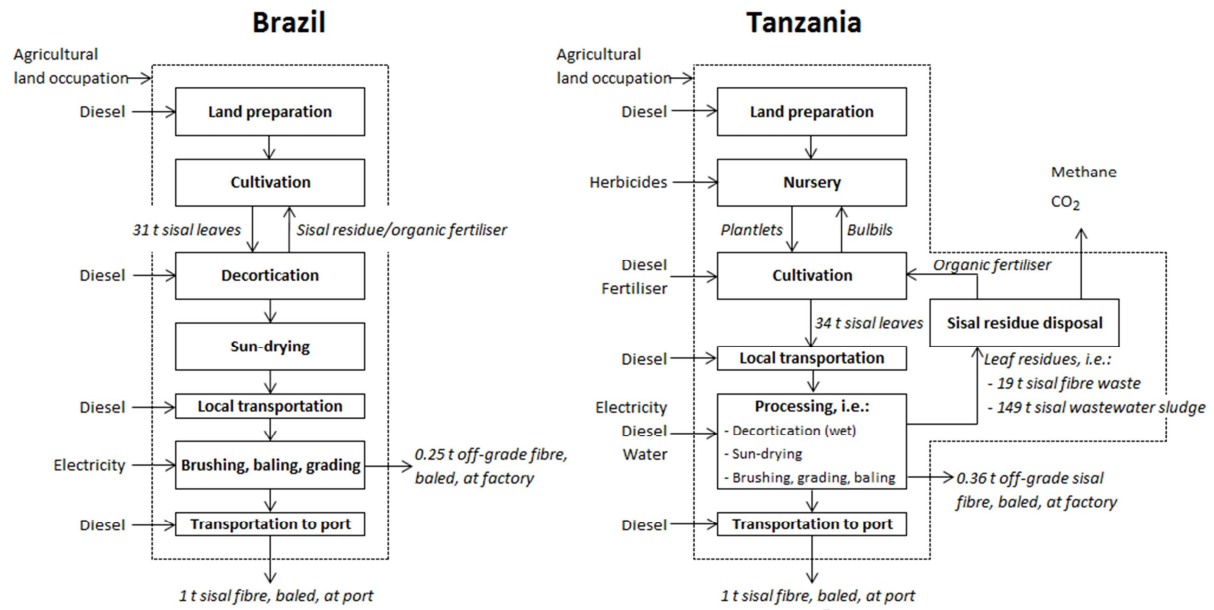 Brazil
Agricultural
land occupation
Diesel
Land preparation
Cultivation
31 t sisal leaves
Sisal residue/organic fertiliser
Diesel
Decortication
Sun-drying
Diesel
Local transportation
Electricity
Brushing, baling, grading
0.25 t off-grade fibre,
baled, at factory
Diesel
Transportation to port
1 t sisal fibre, baled, at port
Tanzania
Agricultural
land occupation
Diesel
Land preparation
Herbicides
Nursery
Plantlets
Bulbils
Diesel
Fertiliser
Cultivation
Organic fertiliser
Methane
CO2
34 t sisal leaves
Sisal residue disposal
Diesel
Local transportation
Leaf residues, i.e.:
- 19 t sisal fibre waste
- 149 t sisal wastewater sludge
Electricity
Diesel
Water
Processing, i.e.:
- Decortication (wet)
- Sun-drying
- Brushing, grading, baling
0.36 t off-grade sisal
fibre, baled, at factory
Diesel
Transportation to port
1 t sisal fibre, baled, at port